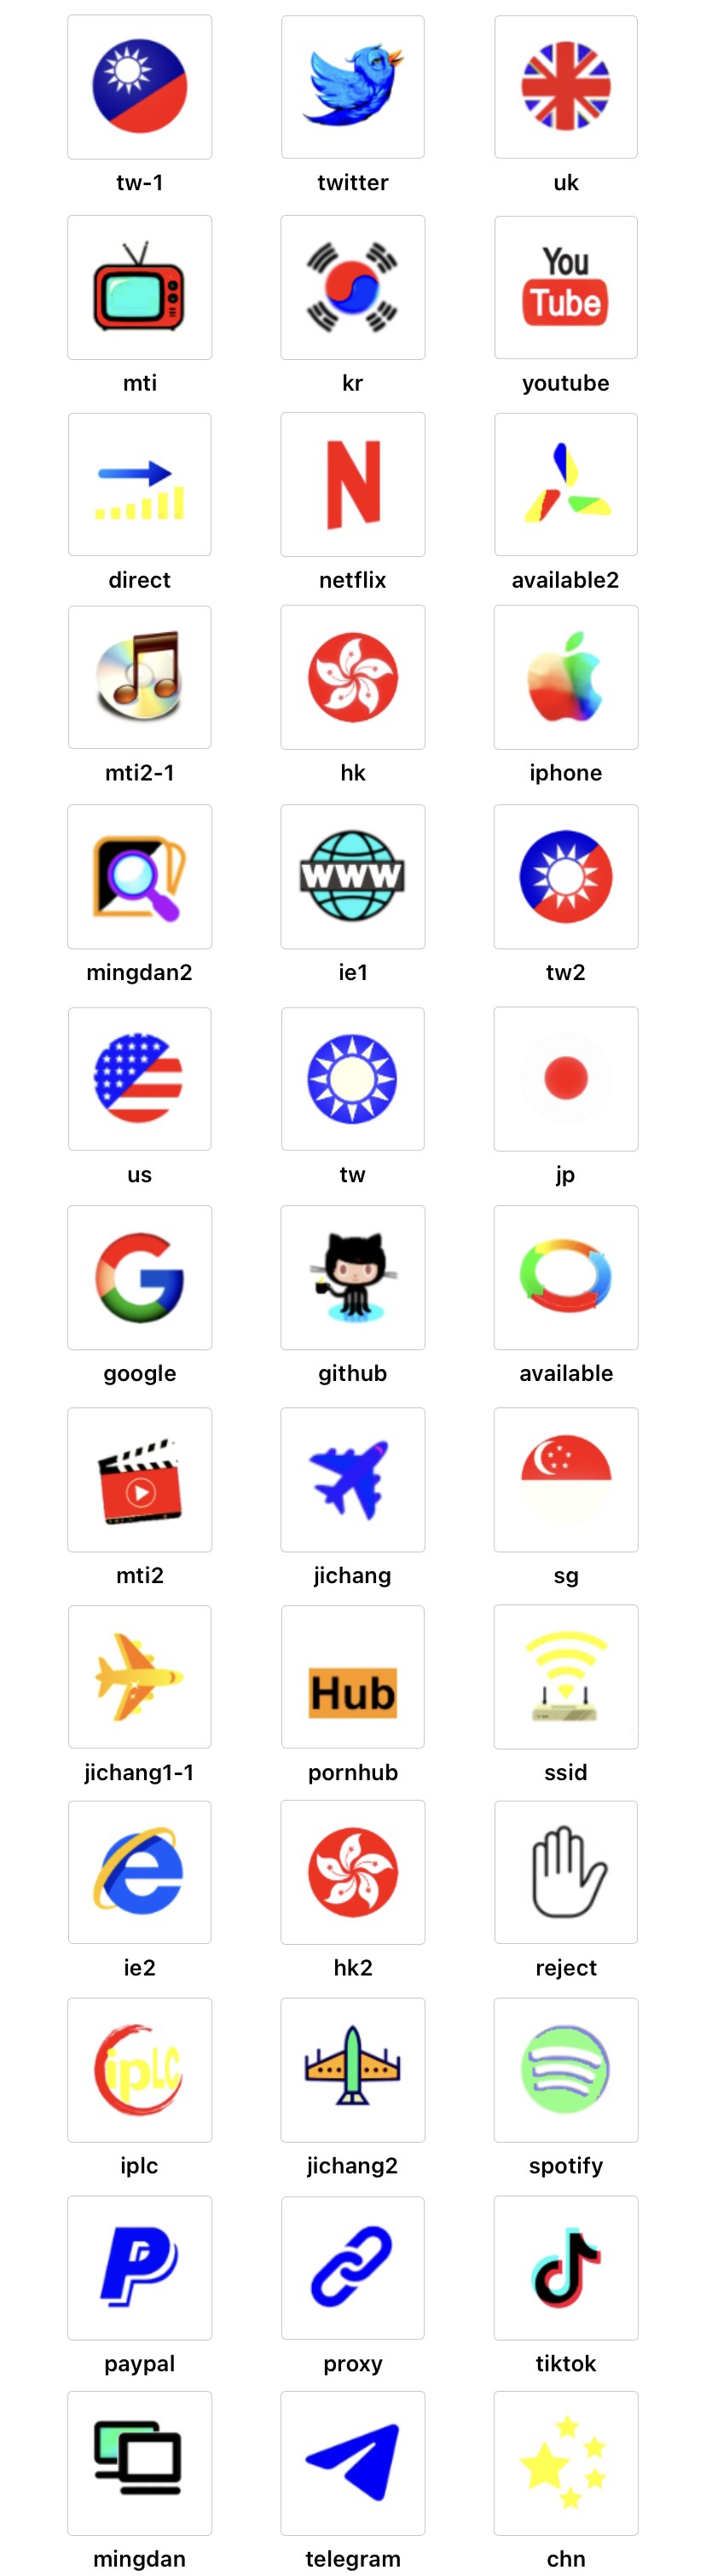 tw-1 twitter uk
You
Tube
mti kr youtube
N
direct netflix available2
mti2-1 hk iphone
WWW
mingdan2 ie1 tw2
us tw jp
G
google github available
mti2 jichang sg
Hub
jichang1-1 pornhub ssid
e
ie2 hk2 reject
ipLC
iplc jichang2 spotify
P
paypal proxy tiktok
mingdan telegram chn